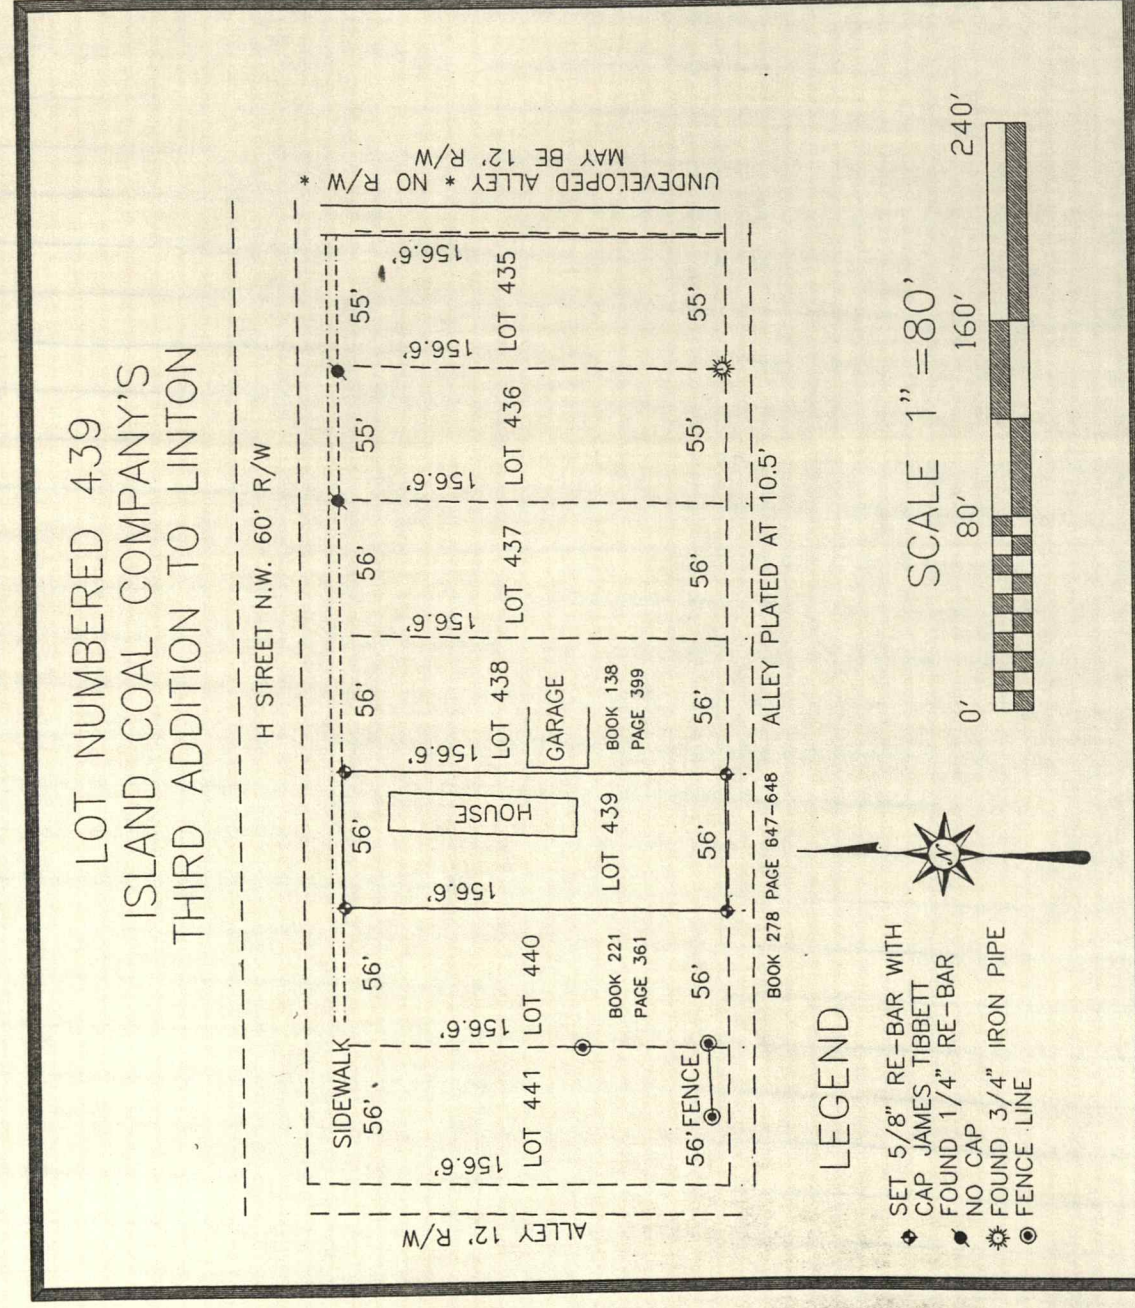 LOT NUMBERED 439
ISLAND COAL COMPANY'S
THIRD ADDITION TO LINTON
H STREET N.W. 60' R/W
SIDEWALK
56'
56'
56'
56'
56'
55'
55'
156.6'
156.6'
156.6'
156.6'
156.6'
156.6'
156.6'
156.6'
LOT 441
LOT 440
LOT 439
LOT 438
LOT 437
LOT 436
LOT 435
HOUSE
GARAGE
BOOK 221
PAGE 361
BOOK 138
PAGE 399
56' FENCE
56'
56'
56'
56'
55'
55'
ALLEY 12' R/W
UNDEVELOPED ALLEY * NO R/W *
MAY BE 12' R/W
BOOK 278 PAGE 647-648
ALLEY PLATED AT 10.5'
LEGEND
SET 5/8" RE-BAR WITH
CAP JAMES TIBBETT
FOUND 1/4" RE-BAR
NO CAP
FOUND 3/4" IRON PIPE
FENCE LINE
N
SCALE 1"=80'
0' 80' 160' 240'